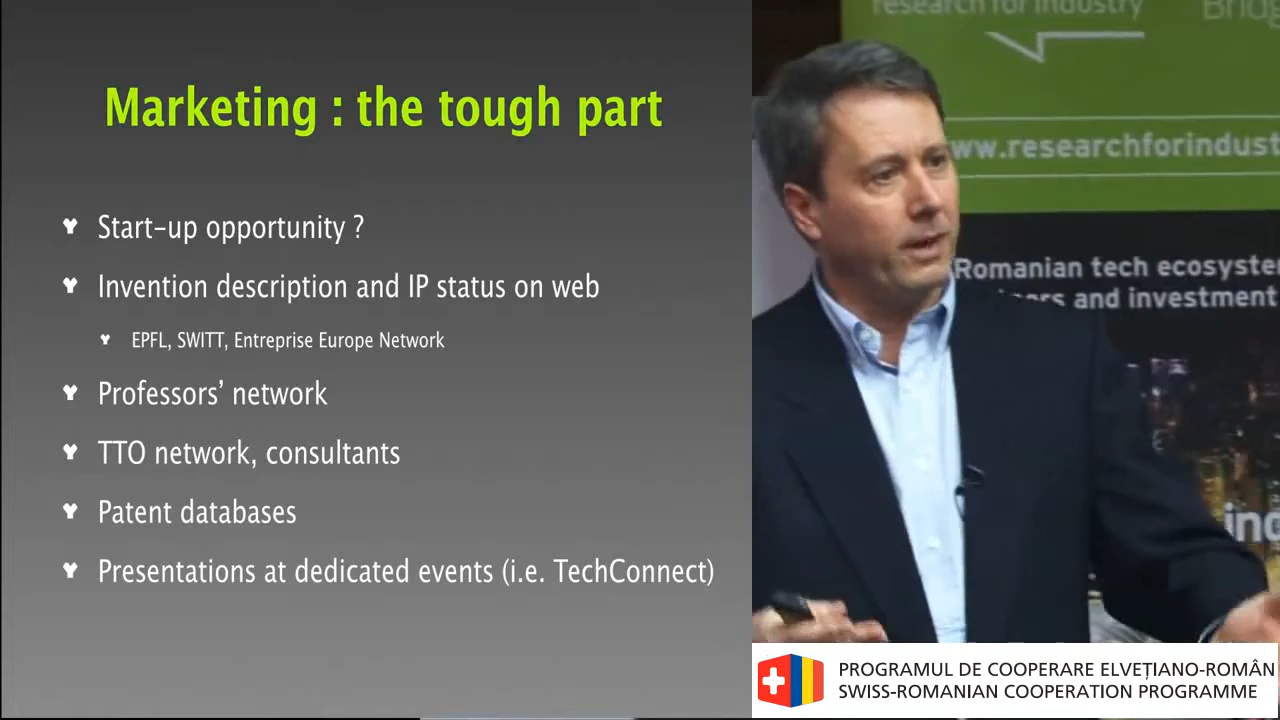 Marketing : the tough part
Start-up opportunity ?
Invention description and IP status on web
EPFL, SWITT, Entreprise Europe Network
Professors' network
TTO network, consultants
Patent databases
Presentations at dedicated events (i.e. TechConnect)
research for industry
www.researchforindust
Romanian tech ecosyste
and investment
PROGRAMUL DE COOPERARE ELVEȚIANO-ROMÂN
SWISS-ROMANIAN COOPERATION PROGRAMME